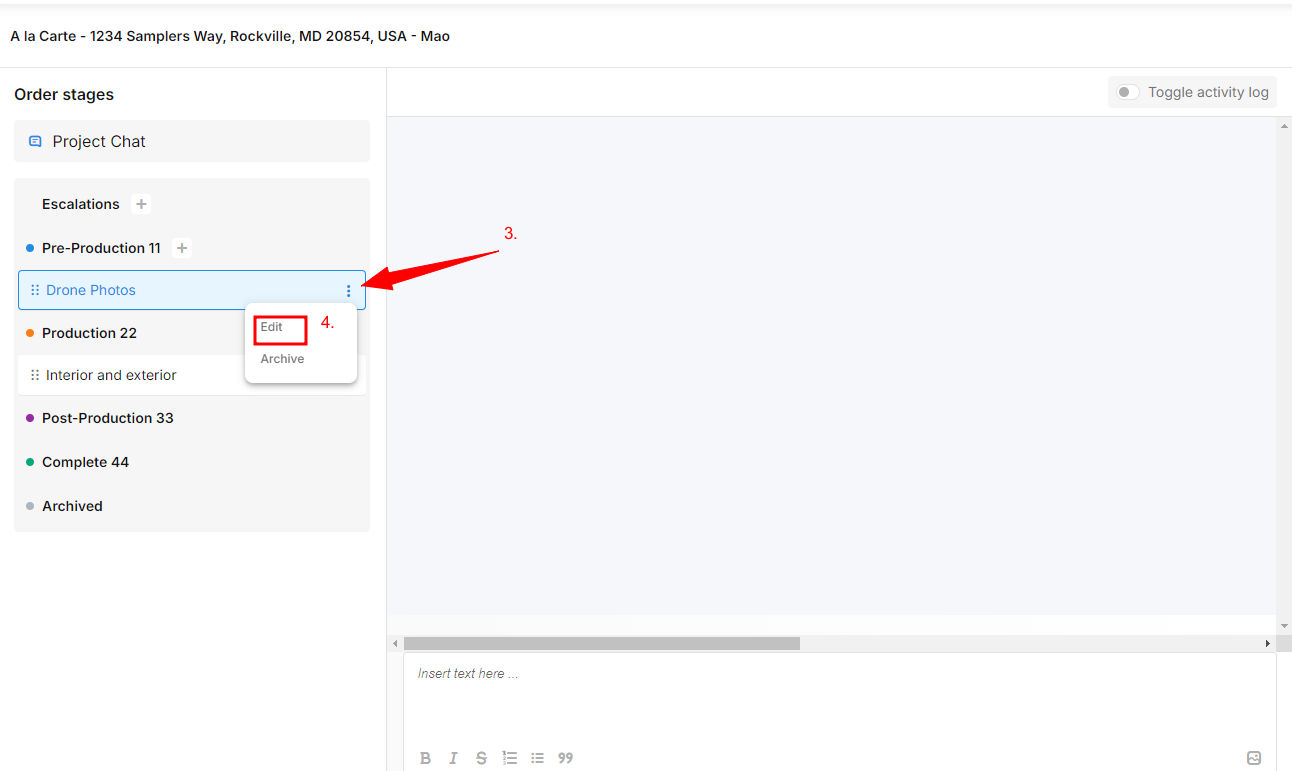 A la Carte - 1234 Samplers Way, Rockville, MD 20854, USA - Mao
Order stages
Toggle activity log
Project Chat
Escalations +
Pre-Production 11 +
3.
Drone Photos
Edit
4.
Production 22
Archive
Interior and exterior
Post-Production 33
Complete 44
Archived
Insert text here ...
B I S 99